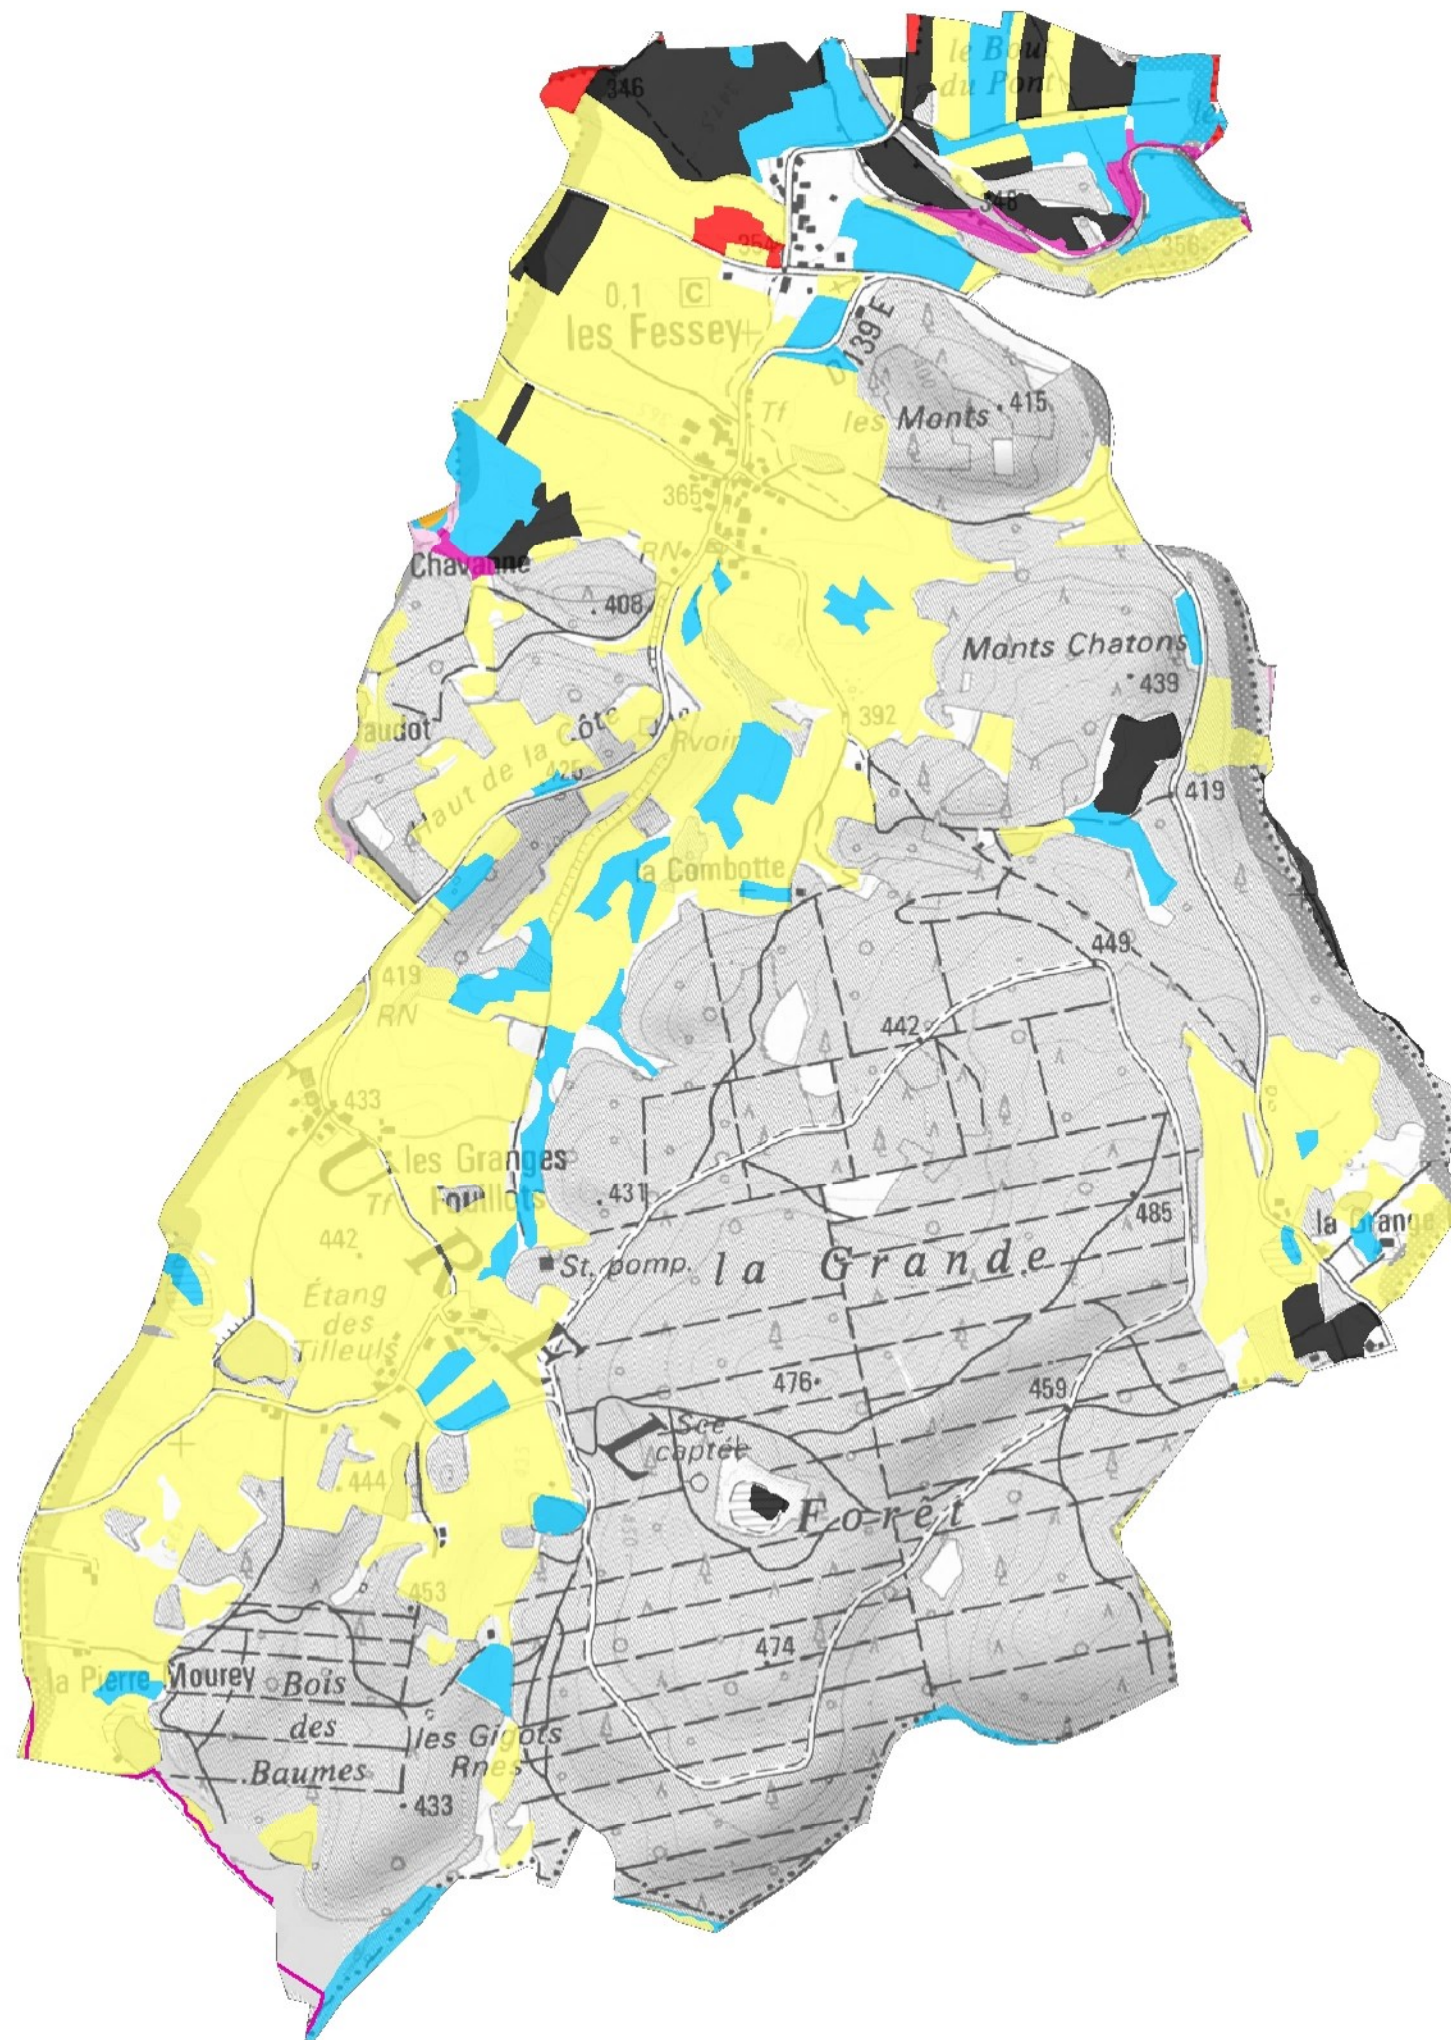 le Bout
du Pont
346
le
348
354
356
0,1 C
les Fessey
D 139 E
Tf
les Monts
415
365
RN
Chavanne
408
Monts Chatons
439
392
audot
Haut de la Côte
Rvoir
425
419
la Combotte
449
419
RN
442
433
les Granges
Fouillots
431
Tf
485
442
la Grange
St. pomp.
la Grande
Étang
des
Tilleuls
476
459
Sce
captée
444
Forêt
453
474
la Pierre Mourey
Bois
des
Baumes
les Gigots
Rnes
433